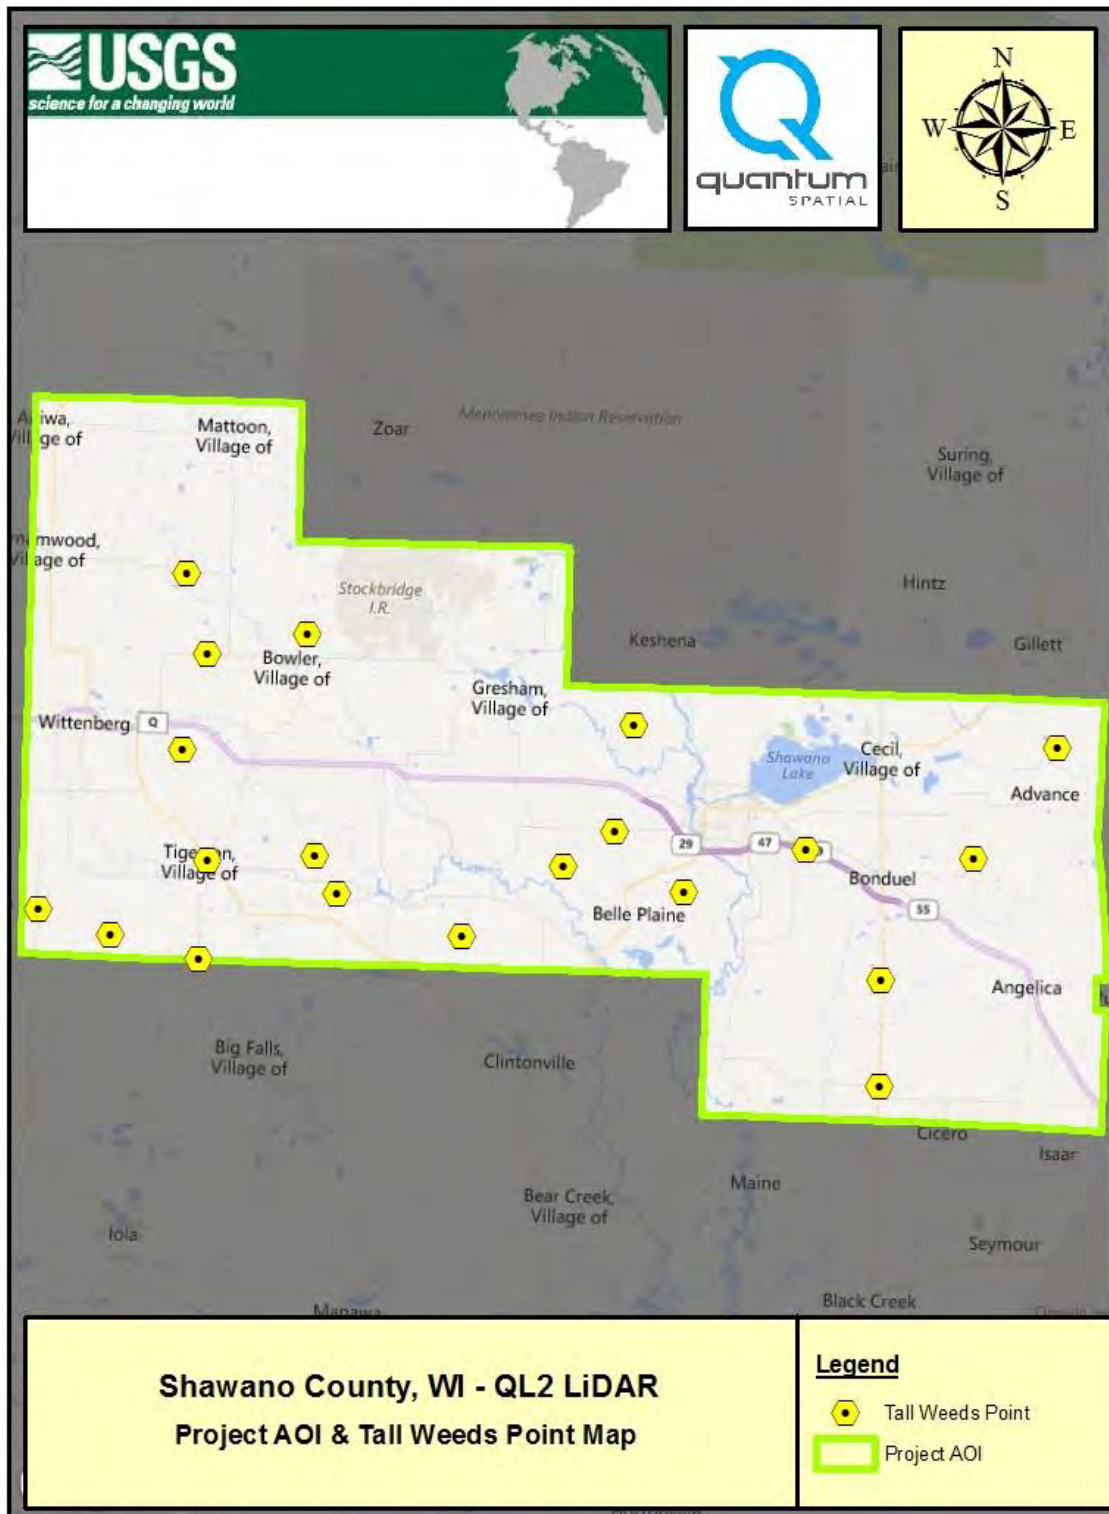 USGS
science for a changing world
quantum
SPATIAL
N
W
E
S
Mattoon,
Village of
Zoar
Menominee Indian Reservation
Suring,
Village of
Stockbridge
I.R.
Hintz
Keshena
Gillett
Bowler,
Village of
Gresham,
Village of
Wittenberg
Q
Shawano
Lake
Cecil,
Village of
Advance
29
47
Village of
Bonduel
55
Belle Plaine
Angelica
Big Falls,
Village of
Clintonville
Cicero
Isaar
Maine
Bear Creek,
Village of
Iola
Seymour
Black Creek
Manawa
Shawano County, WI - QL2 LiDAR
Project AOI & Tall Weeds Point Map
Legend
Tall Weeds Point
Project AOI